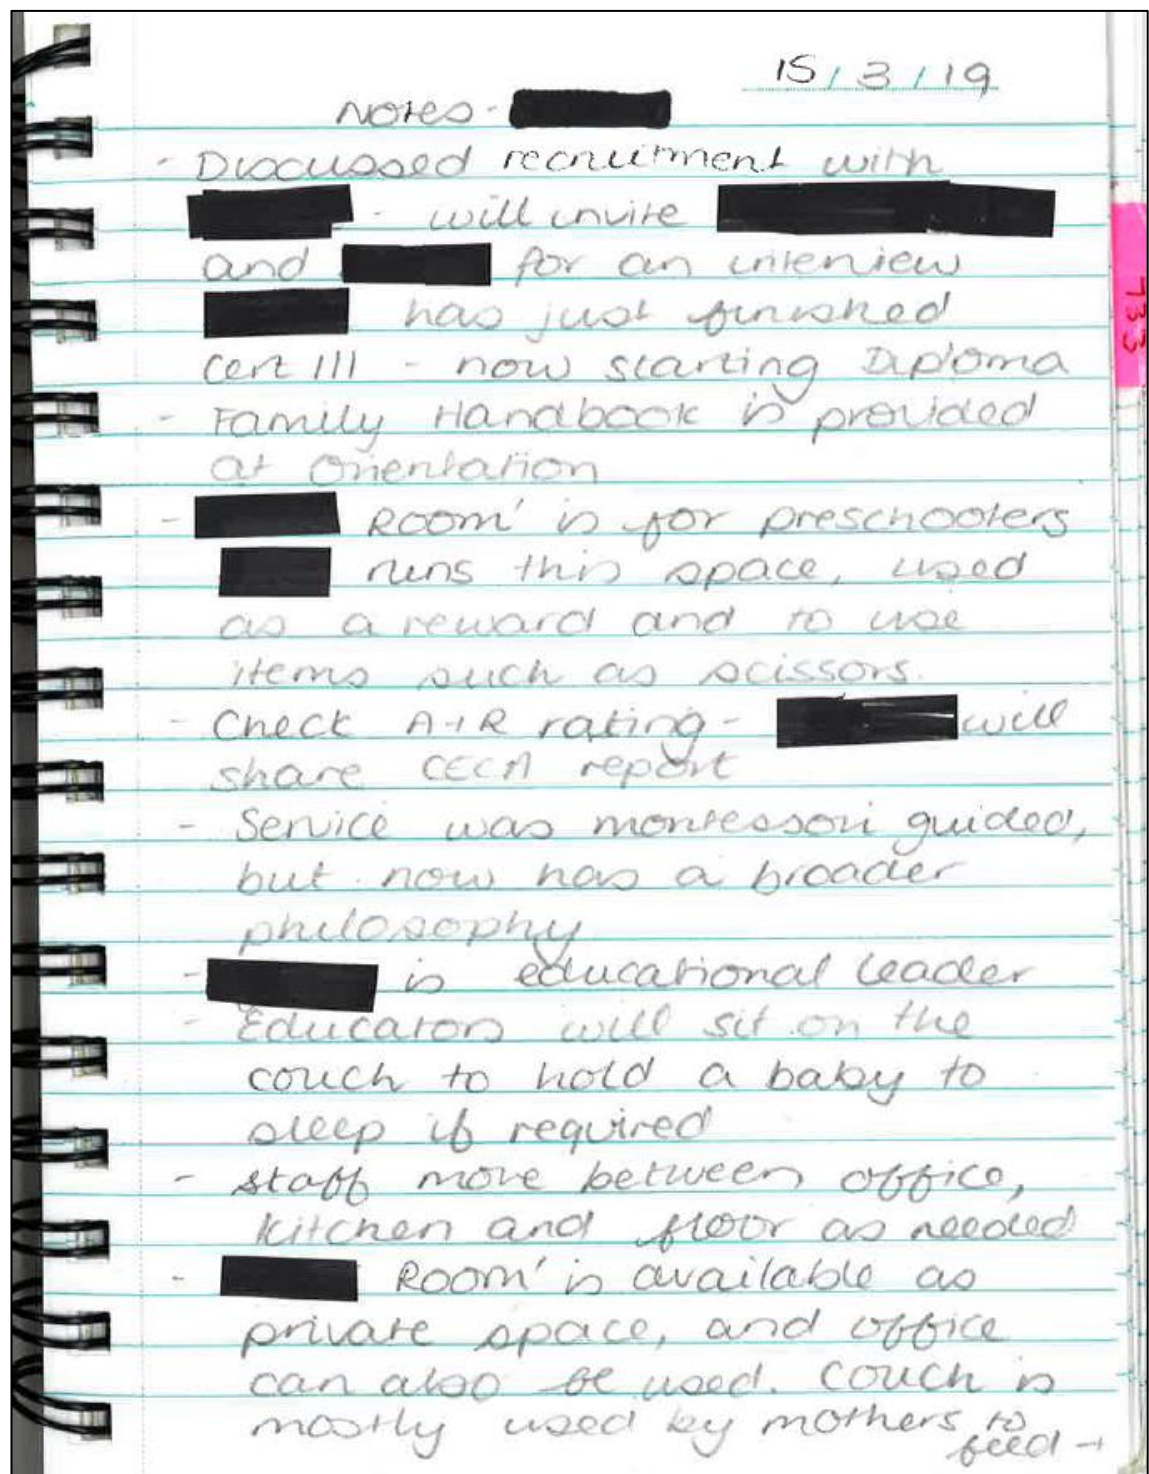 15/3/19
Notes -
- Discussed recruitment with
- will invite
and for an interview
has just finished
Cert III - now starting Diploma
- Family Handbook is provided
at Orientation
- Room' is for preschoolers
runs this space, used
as a reward and to use
items such as scissors.
- Check A+R rating - will
share CECA report
- Service was montessori guided,
but now has a broader
philosophy
- is educational leader
- Educators will sit on the
couch to hold a baby to
sleep if required
- staff move between office,
kitchen and floor as needed
- Room' is available as
private space, and office
can also be used. Couch is
mostly used by mothers to
feed →
733